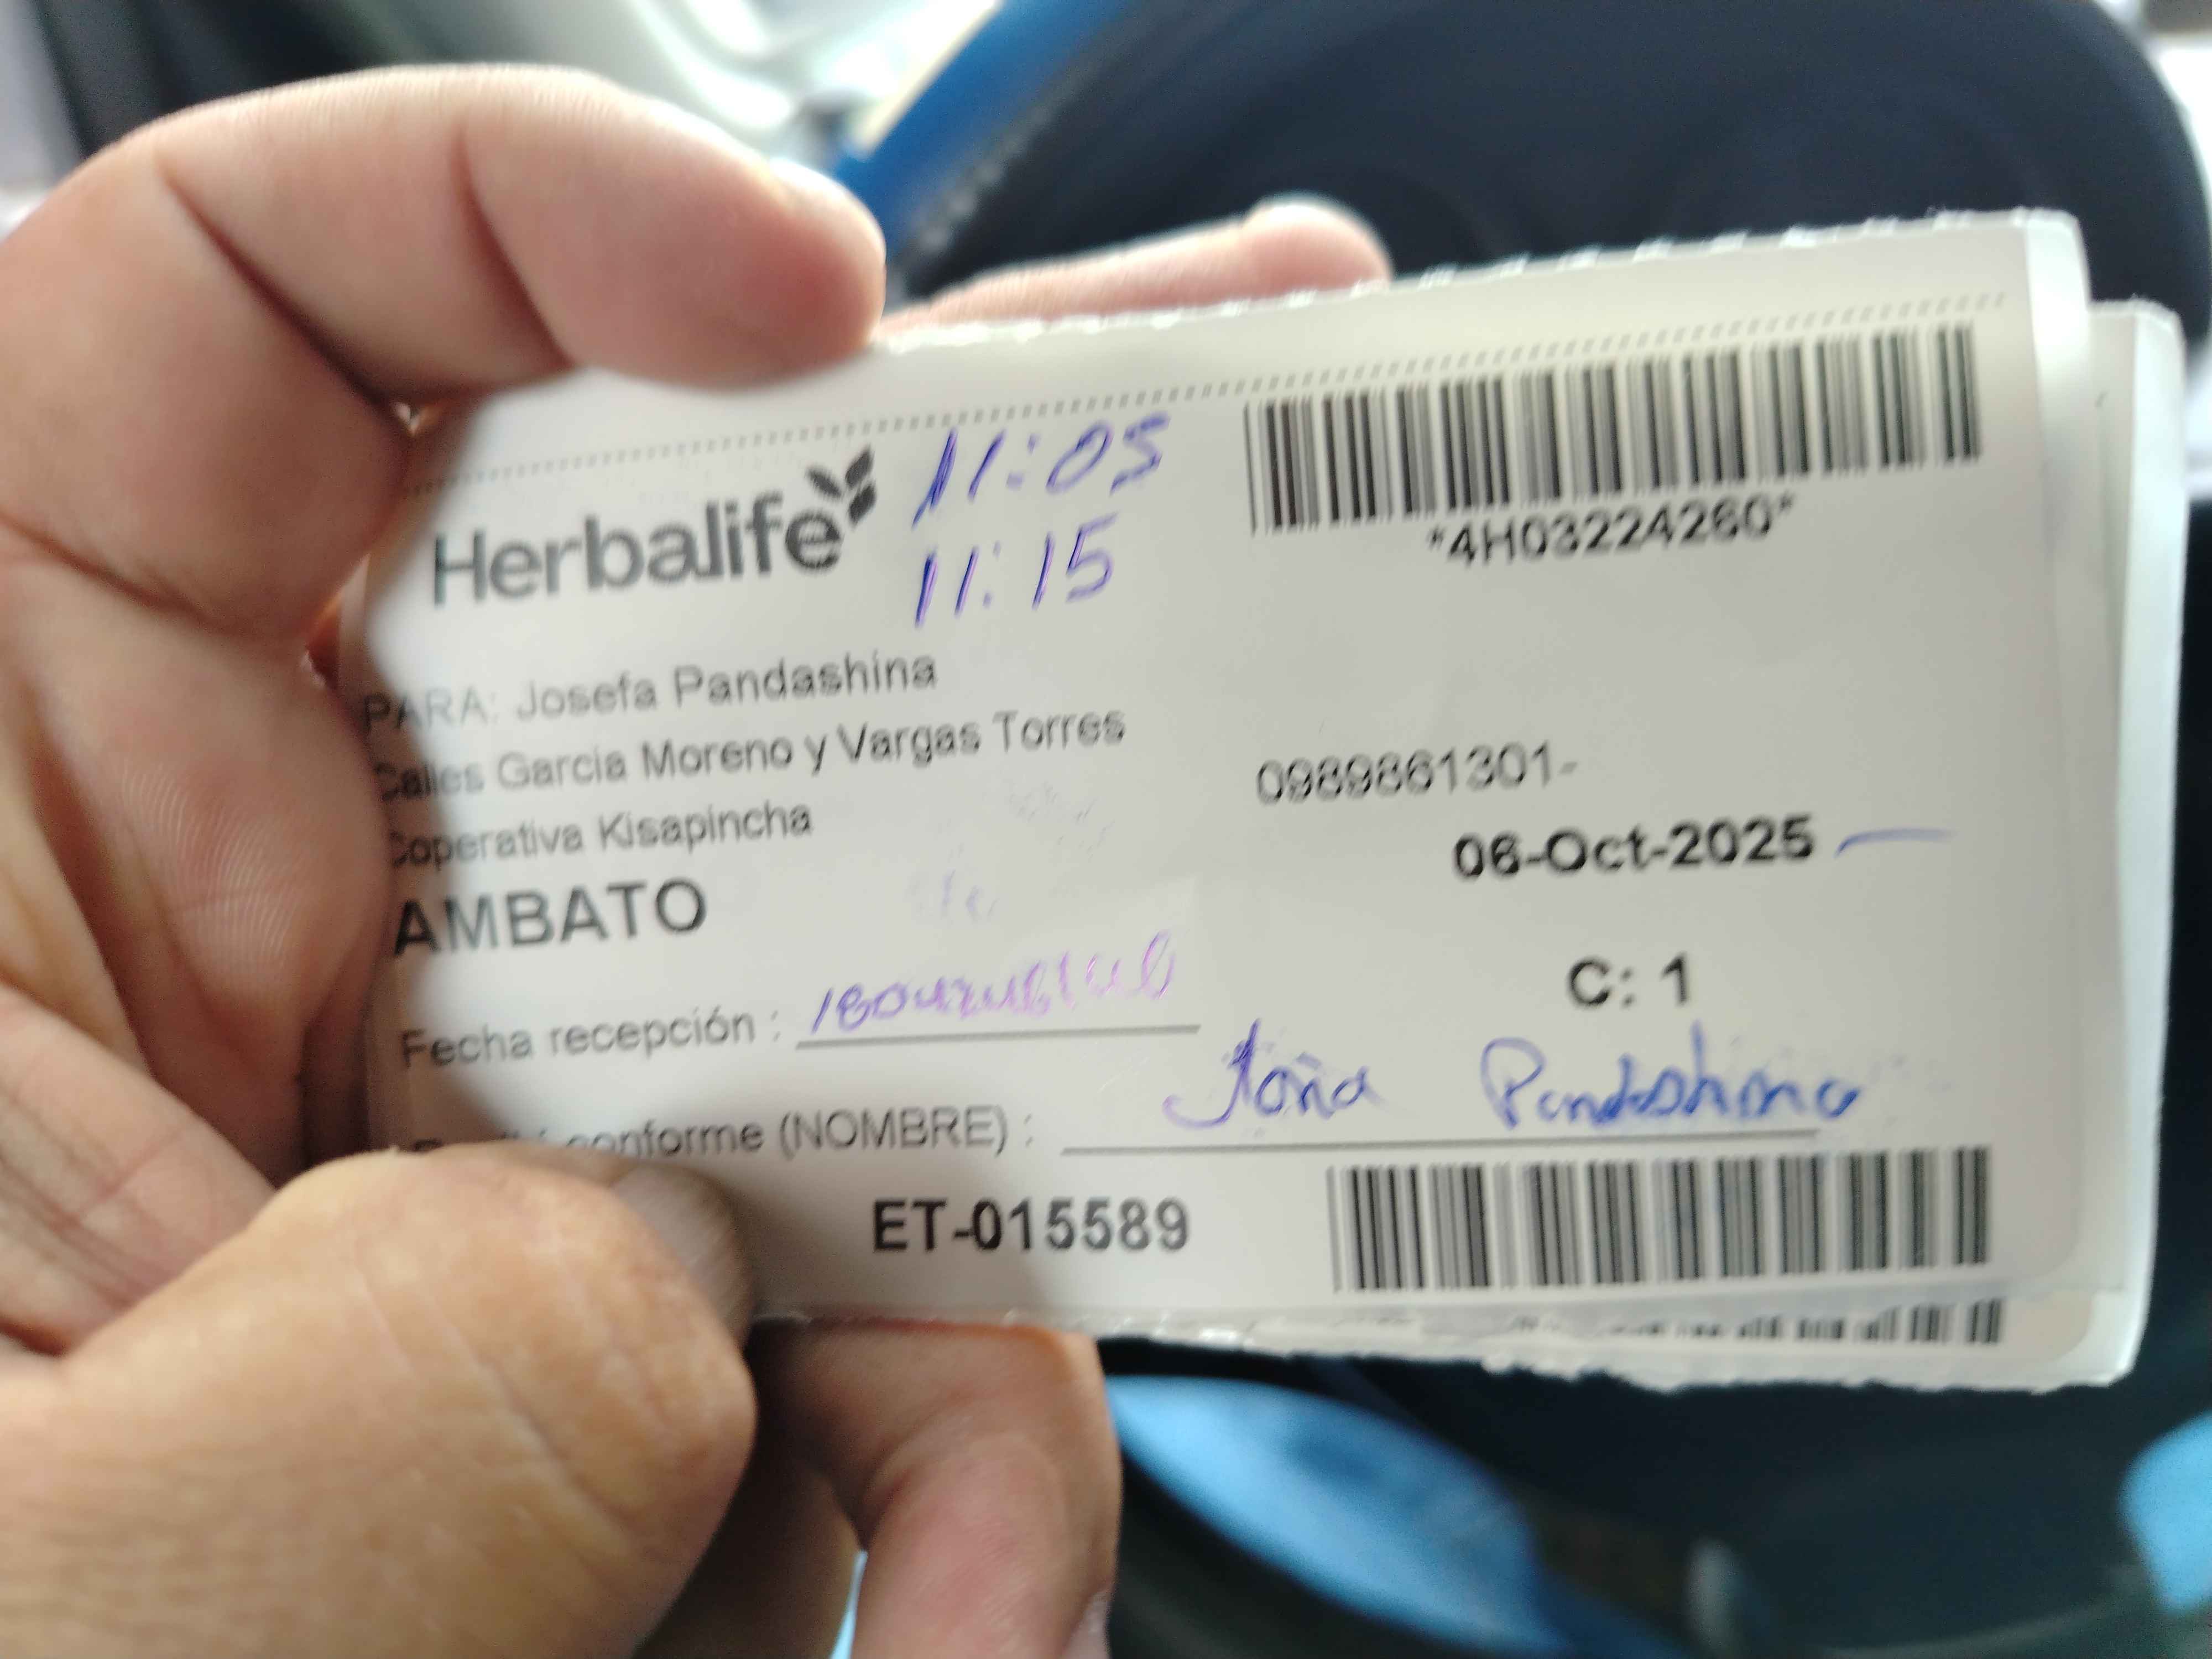 Herbalife
11:05
11:15
*4H03224260*
PARA: Josefa Pandashina
Calles Garcia Moreno y Vargas Torres
0989861301-
Coperativa Kisapincha
06-Oct-2025
AMBATO
C: 1
Fecha recepción :
conforme (NOMBRE) : Pandashina
ET-015589